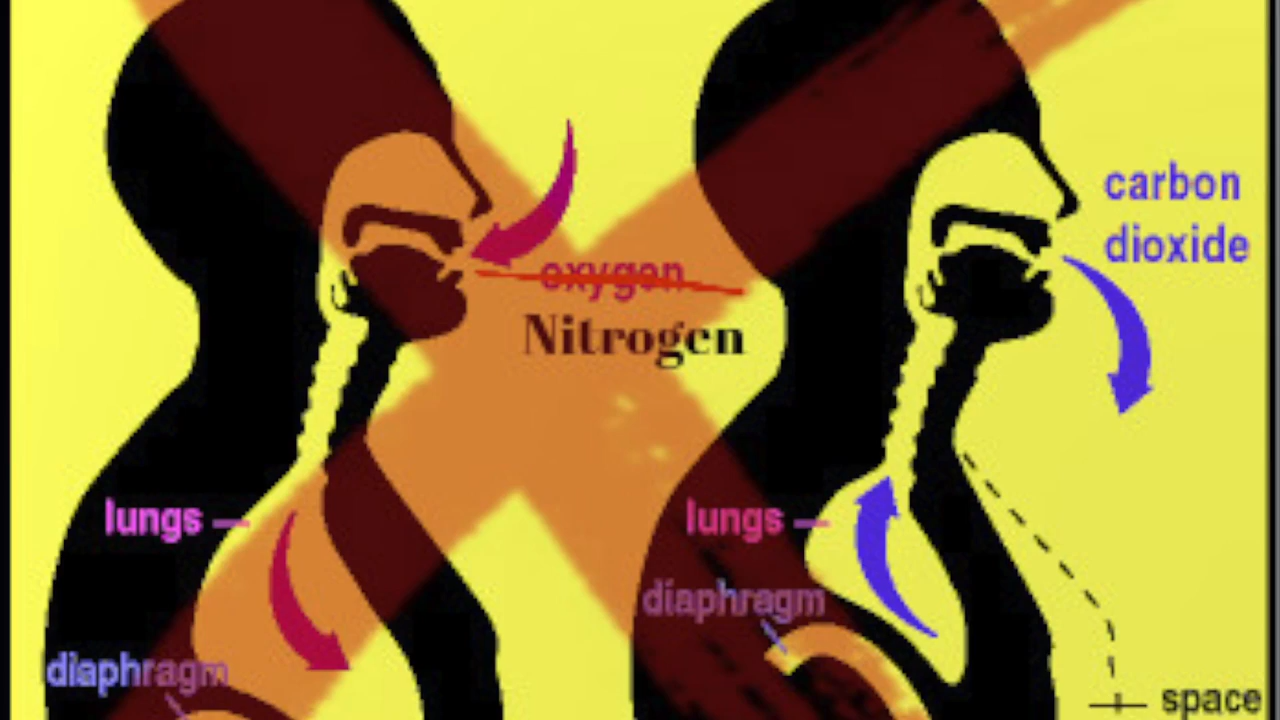 oxygen
Nitrogen
carbon
dioxide
lungs
lungs
diaphragm
diaphragm
space